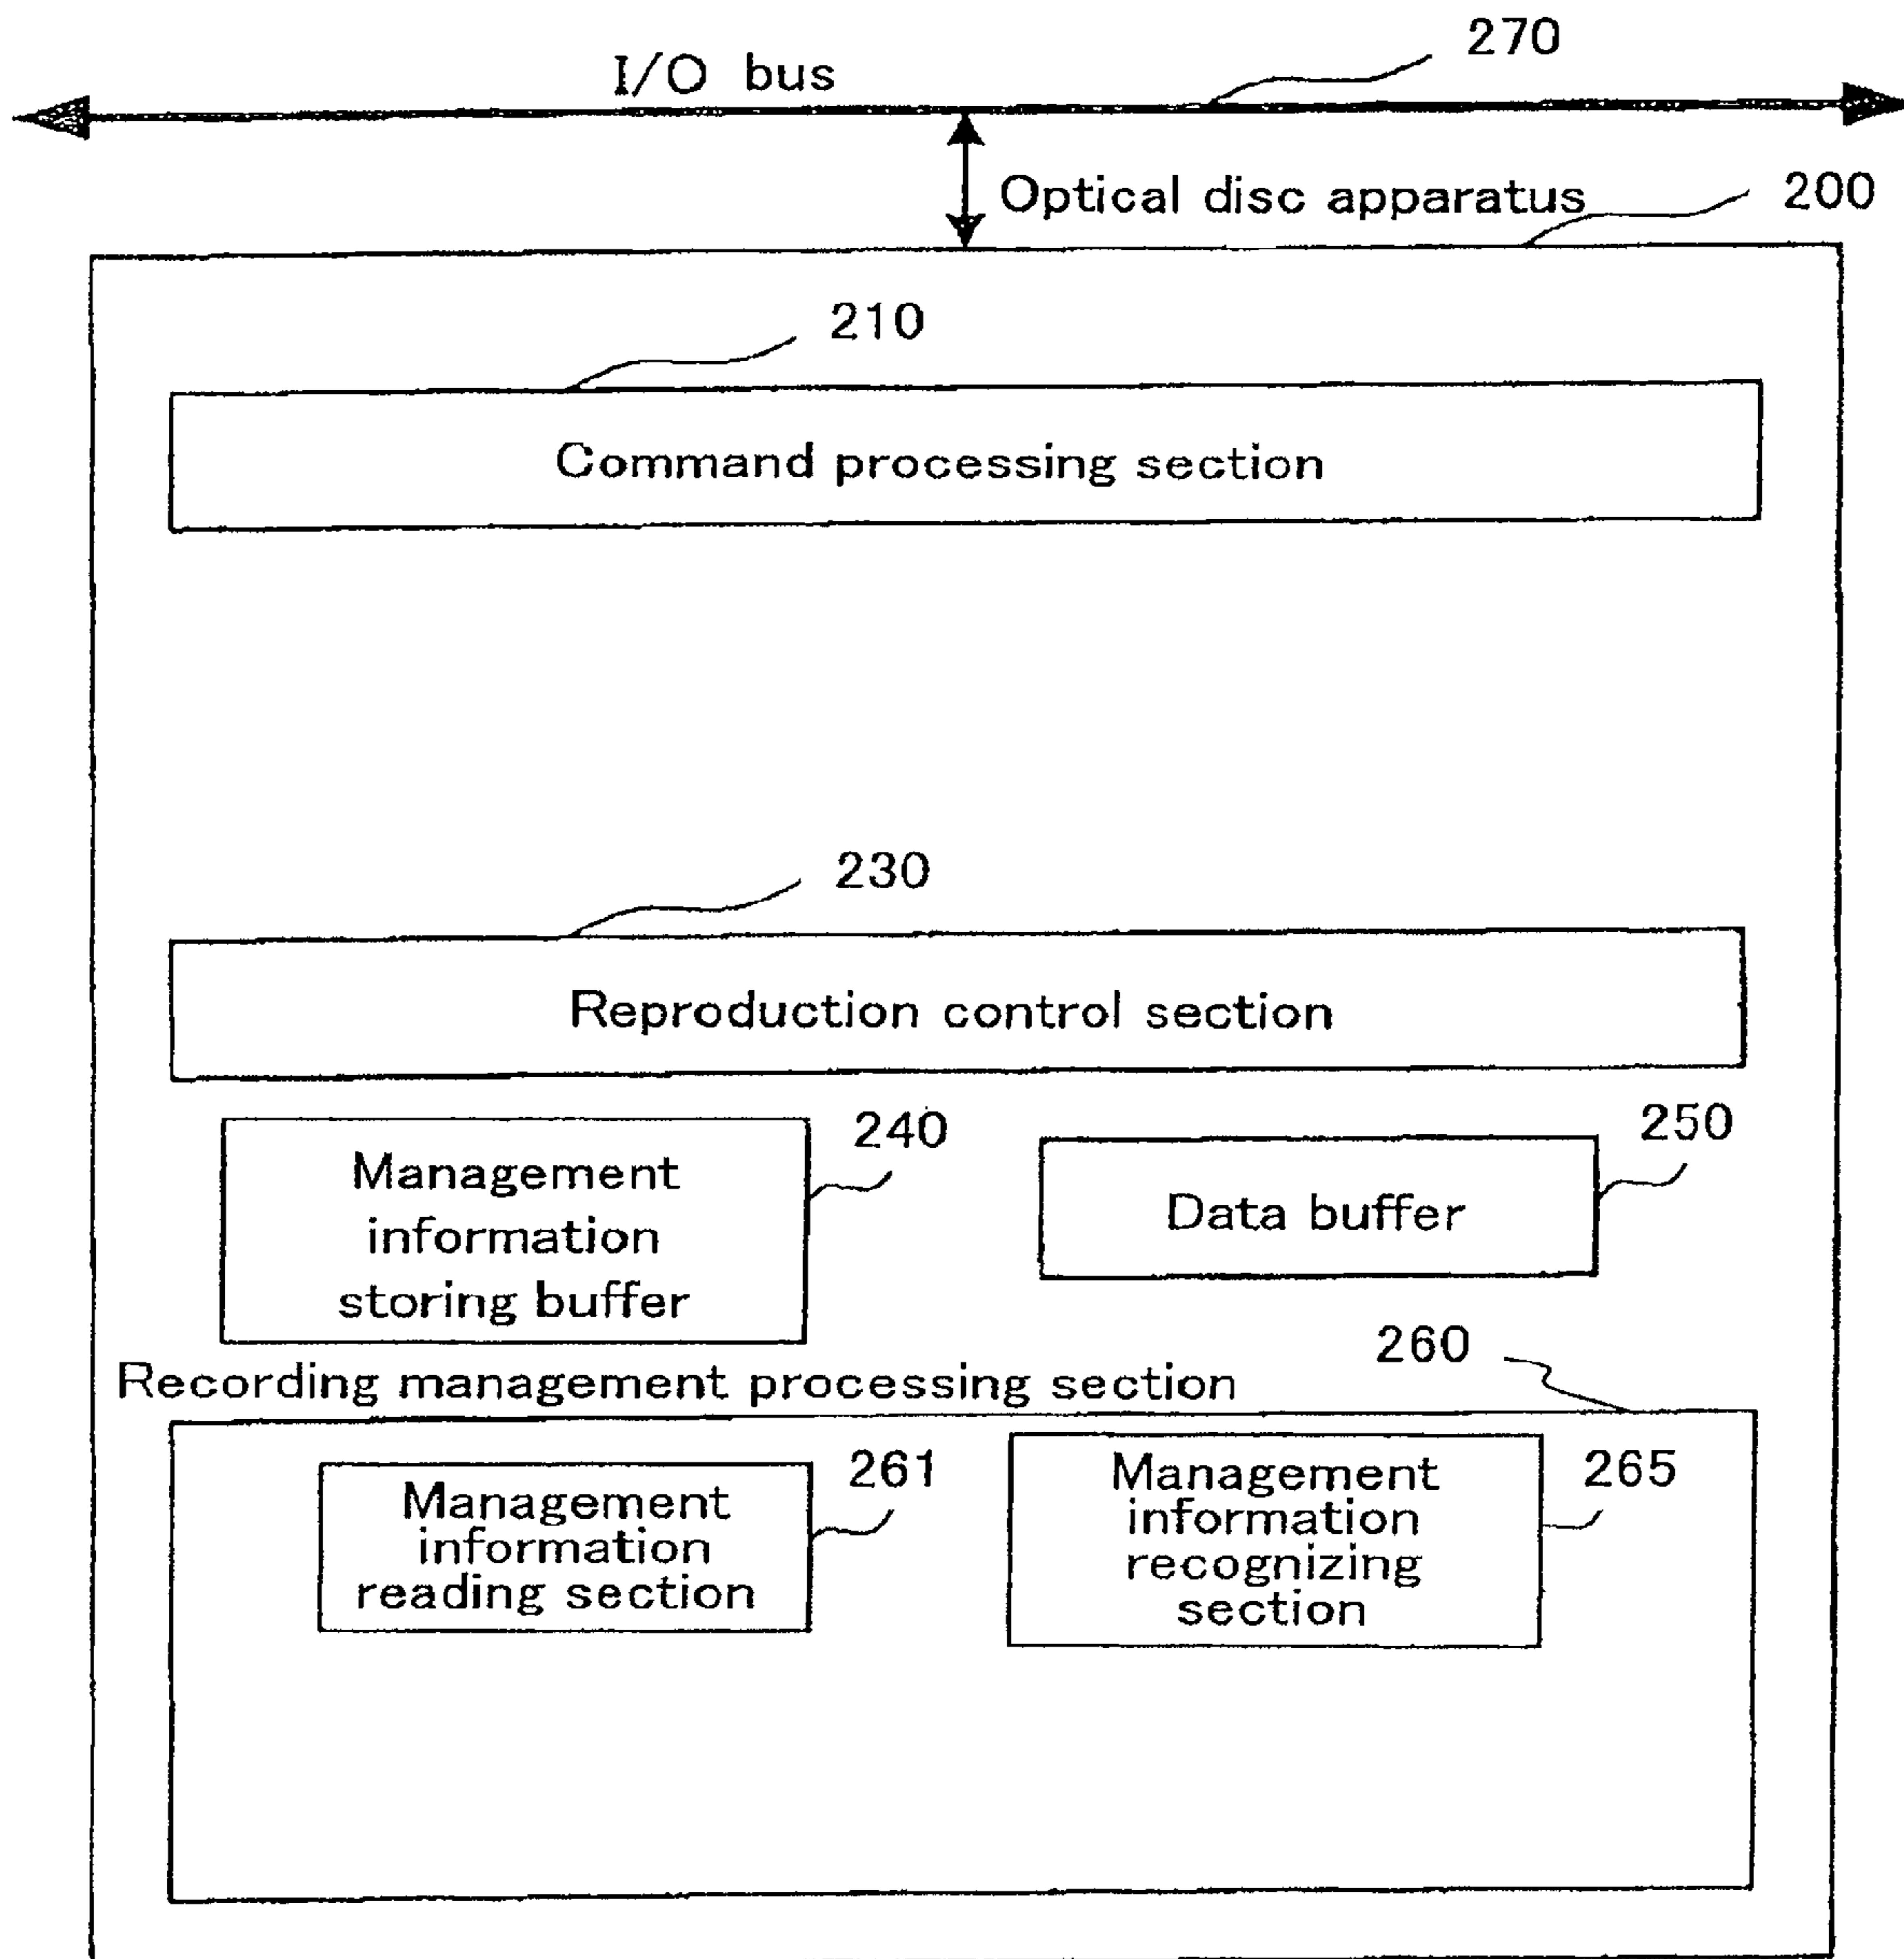 270
I/O bus
Optical disc apparatus
200
210
Command processing section
230
Reproduction control section
240
250
Management
information
storing buffer
Data buffer
260
Recording management processing section
261
265
Management
information
reading section
Management
information
recognizing
section